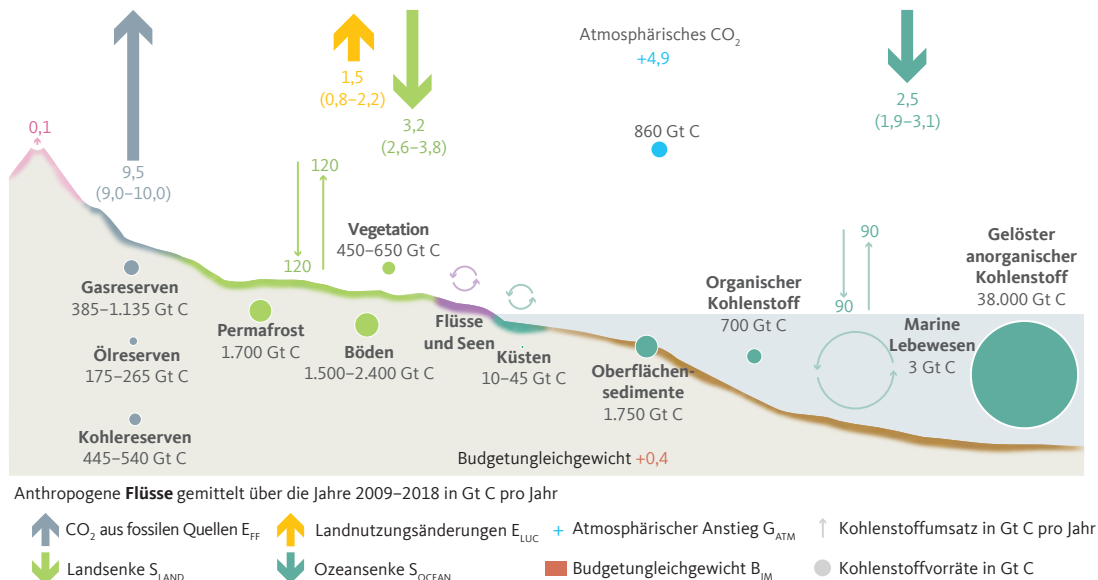 1,5
(0,8–2,2)
3,2
(2,6–3,8)
Atmosphärisches CO2
+4,9
2,5
(1,9–3,1)
0,1
9,5
(9,0–10,0)
860 Gt C
120
120
Vegetation
450–650 Gt C
90
90
Gelöster
anorganischer
Kohlenstoff
38.000 Gt C
Gasreserven
385–1.135 Gt C
Organischer
Kohlenstoff
700 Gt C
Permafrost
1.700 Gt C
Flüsse
und Seen
Marine
Lebewesen
3 Gt C
Ölreserven
175–265 Gt C
Böden
1.500–2.400 Gt C
Küsten
10–45 Gt C
Oberflächen-
sedimente
1.750 Gt C
Kohlereserven
445–540 Gt C
Budgetungleichgewicht +0,4
Anthropogene Flüsse gemittelt über die Jahre 2009–2018 in Gt C pro Jahr
CO2 aus fossilen Quellen EFF
Landnutzungsänderungen ELUC
+ Atmosphärischer Anstieg GATM
Kohlenstoffumsatz in Gt C pro Jahr
Landsenke SLAND
Ozeansenke SOCEAN
Budgetungleichgewicht BIM
Kohlenstoffvorräte in Gt C